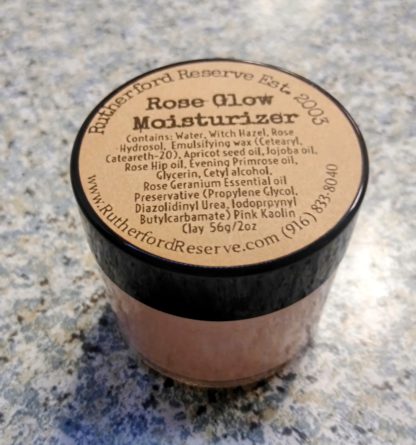 Rutherford Reserve Est. 2003
Rose Glow
Moisturizer
Contains: Water, Witch Hazel, Rose
Hydrosol, Emulsifying wax (Cetearyl,
Cateareth-20), Apricot seed oil, Jojoba oil,
Rose Hip oil, Evening Primrose oil,
Glycerin, Cetyl alcohol,
Rose Geranium Essential oil
Preservative (Propylene Glycol,
Diazolidinyl Urea, Iodoprpynyl
Butylcarbamate) Pink Kaolin
Clay 56g/2oz
www.RutherfordReserve.com (916) 833-8040